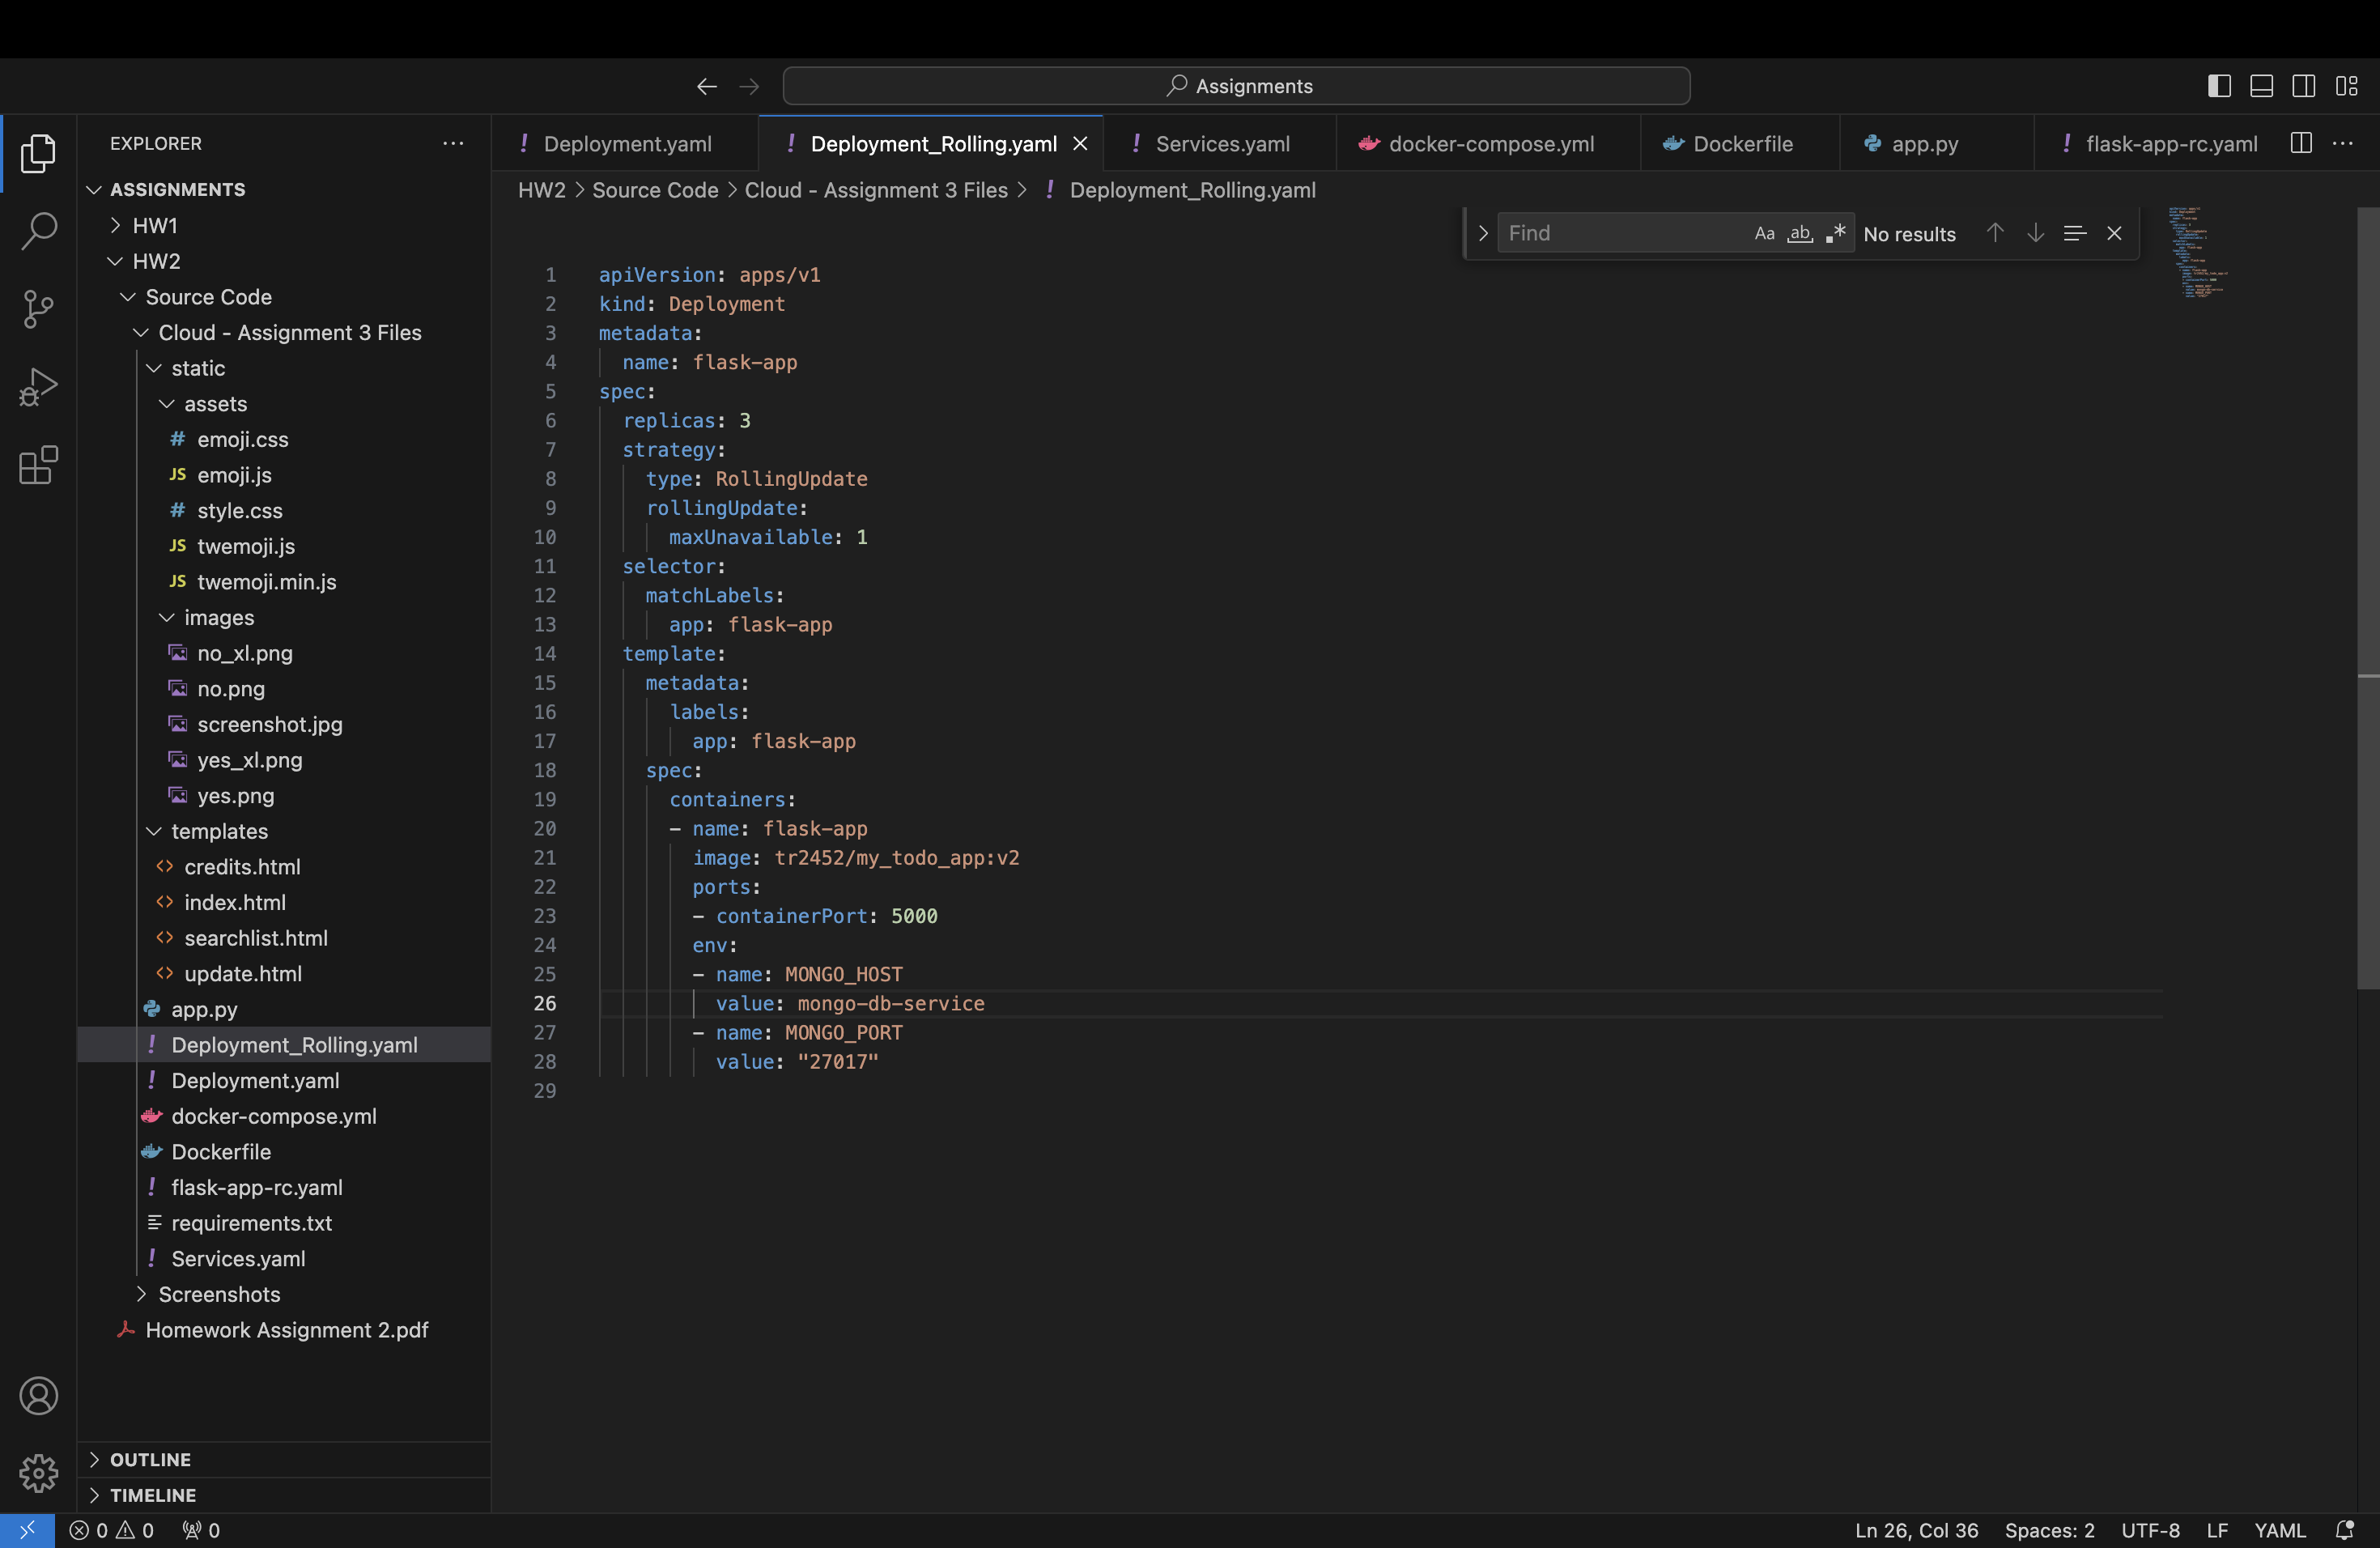 Assignments
EXPLORER
ASSIGNMENTS
HW1
HW2
Source Code
Cloud - Assignment 3 Files
static
assets
# emoji.css
JS emoji.js
# style.css
JS twemoji.js
JS twemoji.min.js
images
no_xl.png
no.png
screenshot.jpg
yes_xl.png
yes.png
templates
<> credits.html
<> index.html
<> searchlist.html
<> update.html
app.py
! Deployment_Rolling.yaml
! Deployment.yaml
docker-compose.yml
Dockerfile
! flask-app-rc.yaml
requirements.txt
! Services.yaml
Screenshots
Homework Assignment 2.pdf
OUTLINE
TIMELINE
! Deployment.yaml ! Deployment_Rolling.yaml ! Services.yaml docker-compose.yml Dockerfile app.py ! flask-app-rc.yaml
HW2 > Source Code > Cloud - Assignment 3 Files > ! Deployment_Rolling.yaml
Find Aa ab .* No results
1 apiVersion: apps/v1
2 kind: Deployment
3 metadata:
4   name: flask-app
5 spec:
6   replicas: 3
7   strategy:
8     type: RollingUpdate
9     rollingUpdate:
10       maxUnavailable: 1
11   selector:
12     matchLabels:
13       app: flask-app
14   template:
15     metadata:
16       labels:
17         app: flask-app
18     spec:
19       containers:
20       - name: flask-app
21         image: tr2452/my_todo_app:v2
22         ports:
23         - containerPort: 5000
24         env:
25         - name: MONGO_HOST
26           value: mongo-db-service
27         - name: MONGO_PORT
28           value: "27017"
29
0 0 0 Ln 26, Col 36 Spaces: 2 UTF-8 LF YAML